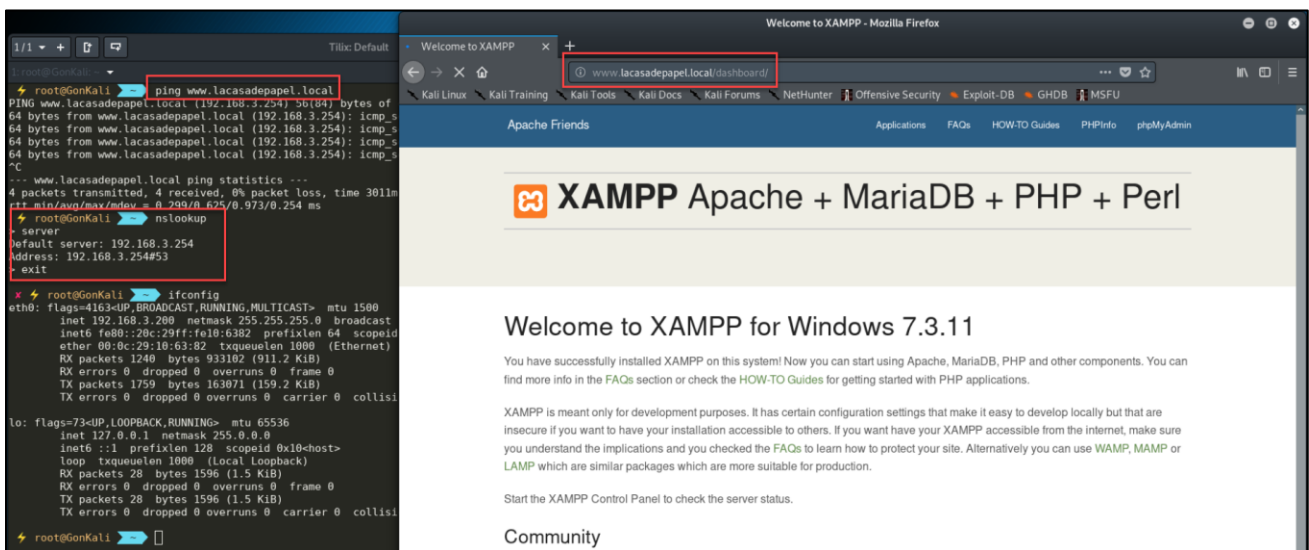 1/1
Tilix: Default
1: root@GonKali: ~
root@GonKali ~ ping www.lacasadepapel.local
PING www.lacasadepapel.local (192.168.3.254) 56(84) bytes of
64 bytes from www.lacasadepapel.local (192.168.3.254): icmp_s
64 bytes from www.lacasadepapel.local (192.168.3.254): icmp_s
64 bytes from www.lacasadepapel.local (192.168.3.254): icmp_s
64 bytes from www.lacasadepapel.local (192.168.3.254): icmp_s
^C
--- www.lacasadepapel.local ping statistics ---
4 packets transmitted, 4 received, 0% packet loss, time 3011m
rtt min/avg/max/mdev = 0.299/0.625/0.973/0.254 ms
root@GonKali ~ nslookup
> server
Default server: 192.168.3.254
Address: 192.168.3.254#53
> exit
root@GonKali ~ ifconfig
eth0: flags=4163<UP,BROADCAST,RUNNING,MULTICAST> mtu 1500
inet 192.168.3.200 netmask 255.255.255.0 broadcast
inet6 fe80::20c:29ff:fe10:6382 prefixlen 64 scopeid
ether 00:0c:29:10:63:82 txqueuelen 1000 (Ethernet)
RX packets 1240 bytes 933102 (911.2 KiB)
RX errors 0 dropped 0 overruns 0 frame 0
TX packets 1759 bytes 163071 (159.2 KiB)
TX errors 0 dropped 0 overruns 0 carrier 0 collisi
lo: flags=73<UP,LOOPBACK,RUNNING> mtu 65536
inet 127.0.0.1 netmask 255.0.0.0
inet6 ::1 prefixlen 128 scopeid 0x10<host>
loop txqueuelen 1000 (Local Loopback)
RX packets 28 bytes 1596 (1.5 KiB)
RX errors 0 dropped 0 overruns 0 frame 0
TX packets 28 bytes 1596 (1.5 KiB)
TX errors 0 dropped 0 overruns 0 carrier 0 collisi
root@GonKali ~
Welcome to XAMPP - Mozilla Firefox
Welcome to XAMPP
www.lacasadepapel.local/dashboard/
Kali Linux Kali Training Kali Tools Kali Docs Kali Forums NetHunter Offensive Security Exploit-DB GHDB MSFU
Apache Friends Applications FAQs HOW-TO Guides PHPInfo phpMyAdmin
XAMPP Apache + MariaDB + PHP + Perl
Welcome to XAMPP for Windows 7.3.11
You have successfully installed XAMPP on this system! Now you can start using Apache, MariaDB, PHP and other components. You can
find more info in the FAQs section or check the HOW-TO Guides for getting started with PHP applications.
XAMPP is meant only for development purposes. It has certain configuration settings that make it easy to develop locally but that are
insecure if you want to have your installation accessible to others. If you want have your XAMPP accessible from the internet, make sure
you understand the implications and you checked the FAQs to learn how to protect your site. Alternatively you can use WAMP, MAMP or
LAMP which are similar packages which are more suitable for production.
Start the XAMPP Control Panel to check the server status.
Community